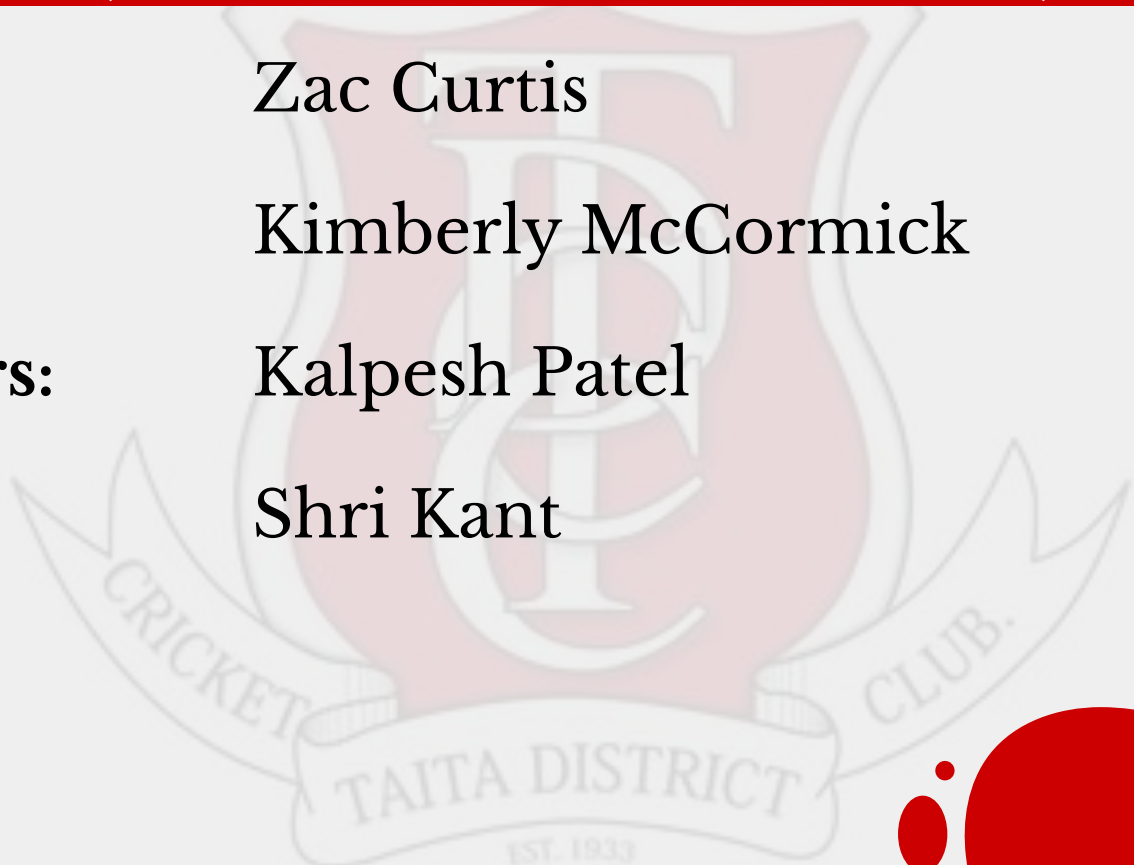 Zac Curtis
Kimberly McCormick
rs: Kalpesh Patel
Shri Kant
CRICKET
CLUB.
TAITA DISTRICT
EST. 1933